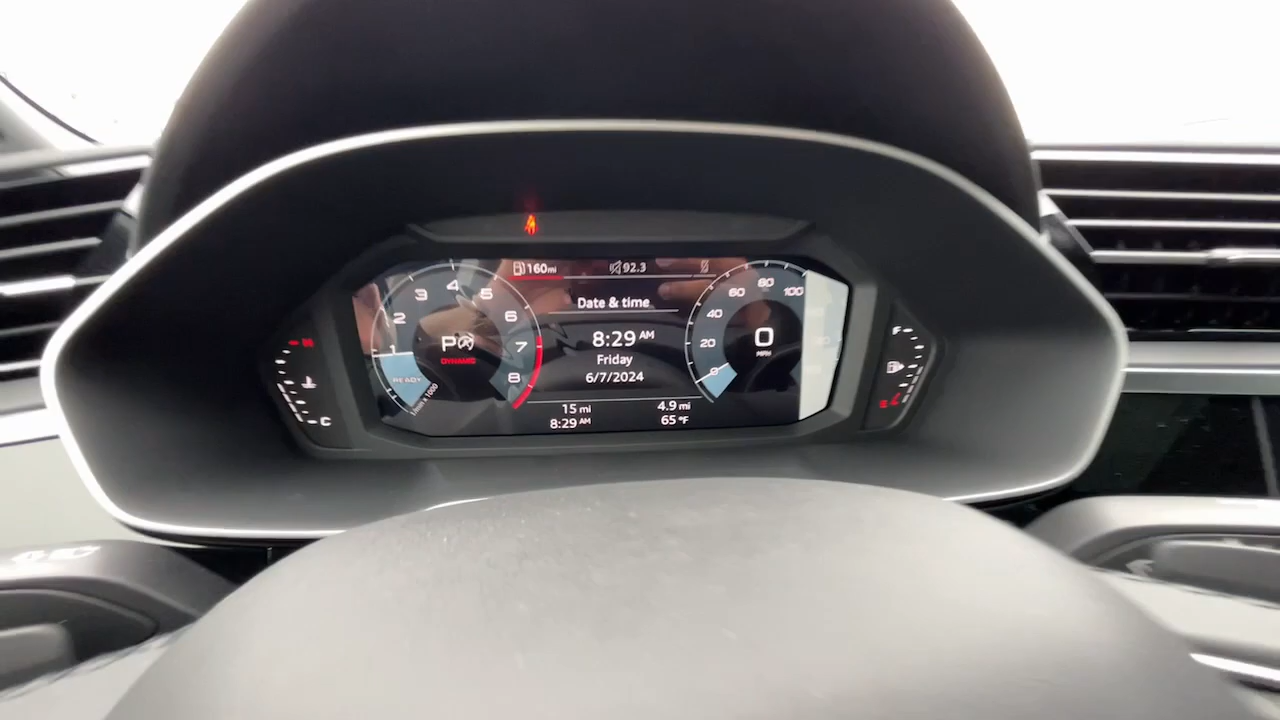 160mi
92.3
Date & time
8:29 AM
Friday
6/7/2024
15 mi
4.9 mi
8:29 AM
65 °F
1
2
3
4
5
6
7
8
P
DYNAMIC
READY
1/min x 1000
0
20
40
60
80
100
0
MPH
H
C
F
E